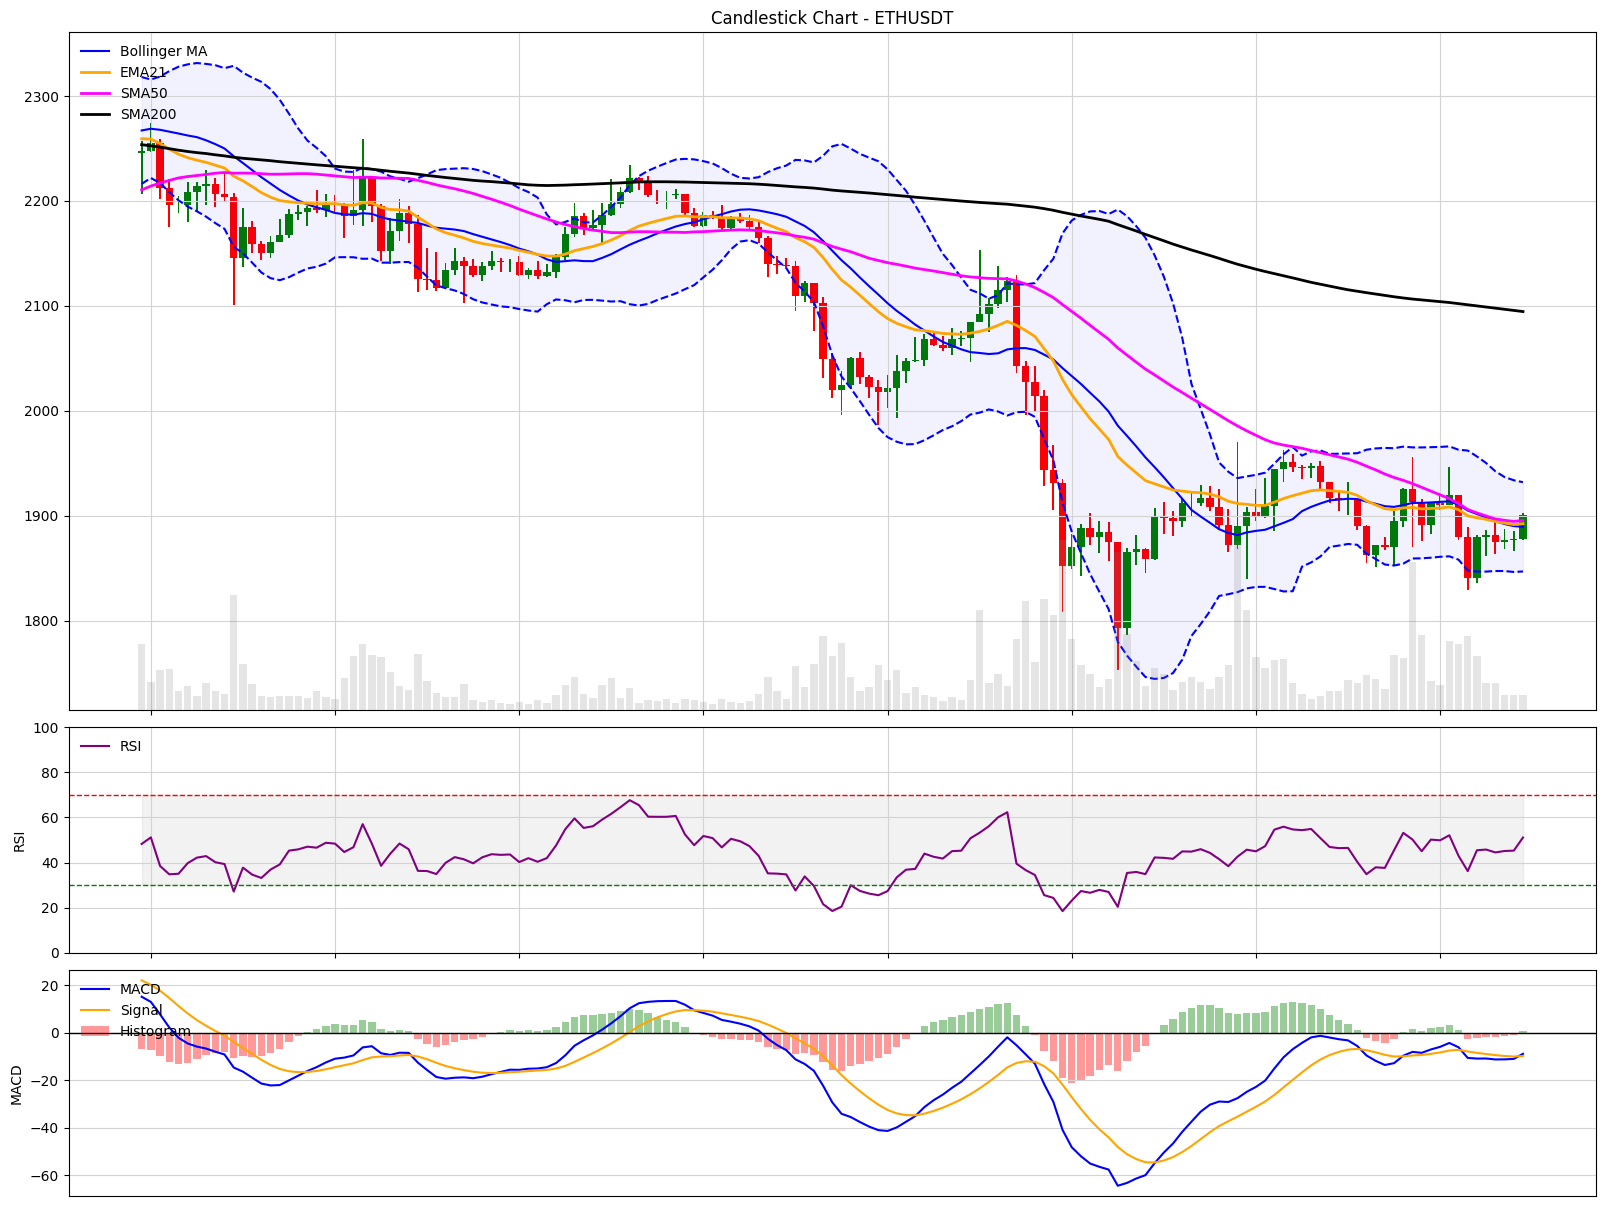 Candlestick Chart - ETHUSDT
Bollinger MA
EMA21
SMA50
SMA200
2300
2200
2100
2000
1900
1800
100
80
60
40
20
0
RSI
RSI
20
0
−20
−40
−60
MACD
MACD
Signal
Histogram